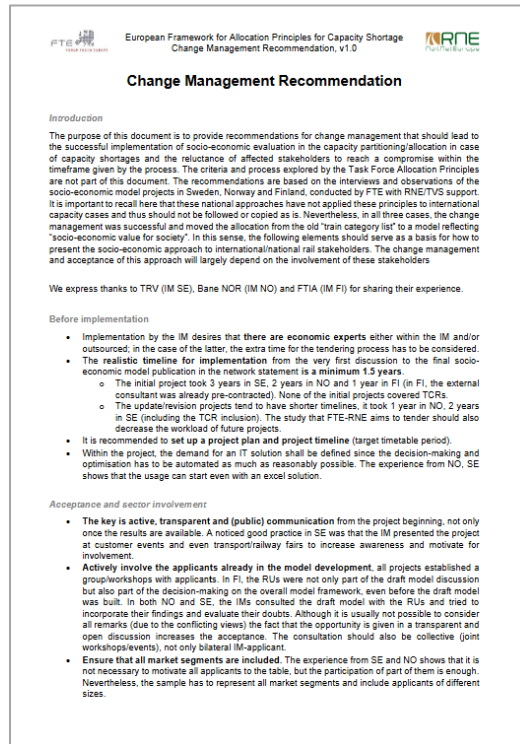 FTE
European Framework for Allocation Principles for Capacity Shortage
Change Management Recommendation, v1.0
RNE
RailNetEurope
Change Management Recommendation
Introduction
The purpose of this document is to provide recommendations for change management that should lead to
the successful implementation of socio-economic evaluation in the capacity partitioning/allocation in case
of capacity shortages and the reluctance of affected stakeholders to reach a compromise within the
timeframe given by the process. The criteria and process explored by the Task Force Allocation Principles
are not part of this document. The recommendations are based on the interviews and observations of the
socio-economic model projects in Sweden, Norway and Finland, conducted by FTE with RNE/TVS support.
It is important to recall here that these national approaches have not applied these principles to international
capacity cases and thus should not be followed or copied as is. Nevertheless, in all three cases, the change
management was successful and moved the allocation from the old "train category list" to a model reflecting
"socio-economic value for society". In this sense, the following elements should serve as a basis for how to
present the socio-economic approach to international/national rail stakeholders. The change management
and acceptance of this approach will largely depend on the involvement of these stakeholders
We express thanks to TRV (IM SE), Bane NOR (IM NO) and FTIA (IM FI) for sharing their experience.
Before implementation
• Implementation by the IM desires that there are economic experts either within the IM and/or
outsourced; in the case of the latter, the extra time for the tendering process has to be considered.
• The realistic timeline for implementation from the very first discussion to the final socio-
economic model publication in the network statement is a minimum 1.5 years.
o The initial project took 3 years in SE, 2 years in NO and 1 year in FI (in FI, the external
consultant was already pre-contracted). None of the initial projects covered TCRs.
o The update/revision projects tend to have shorter timelines, it took 1 year in NO, 2 years
in SE (including the TCR inclusion). The study that FTE-RNE aims to tender should also
decrease the workload of future projects.
• It is recommended to set up a project plan and project timeline (target timetable period).
• Within the project, the demand for an IT solution shall be defined since the decision-making and
optimisation has to be automated as much as reasonably possible. The experience from NO, SE
shows that the usage can start even with an excel solution.
Acceptance and sector involvement
• The key is active, transparent and (public) communication from the project beginning, not only
once the results are available. A noticed good practice in SE was that the IM presented the project
at customer events and even transport/railway fairs to increase awareness and motivate for
involvement.
• Actively involve the applicants already in the model development, all projects established a
group/workshops with applicants. In FI, the RUs were not only part of the draft model discussion
but also part of the decision-making on the overall model framework, even before the draft model
was built. In both NO and SE, the IMs consulted the draft model with the RUs and tried to
incorporate their findings and evaluate their doubts. Although it is usually not possible to consider
all remarks (due to the conflicting views) the fact that the opportunity is given in a transparent and
open discussion increases the acceptance. The consultation should also be collective (joint
workshops/events), not only bilateral IM-applicant.
• Ensure that all market segments are included. The experience from SE and NO shows that it is
not necessary to motivate all applicants to the table, but the participation of part of them is enough.
Nevertheless, the sample has to represent all market segments and include applicants of different
sizes.